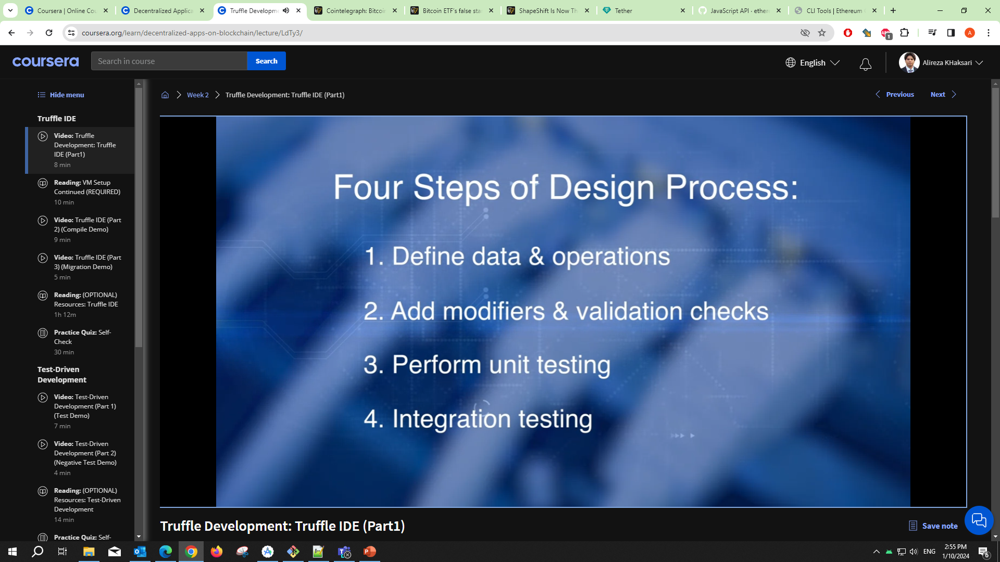 Coursera | Online Cou
Decentralized Applica
Truffle Developme
Cointelegraph: Bitcoin
Bitcoin ETF's false sta
ShapeShift Is Now Th
Tether
JavaScript API · ether
CLI Tools | Ethereum
coursera.org/learn/decentralized-apps-on-blockchain/lecture/LdTy3/
1
A
coursera
Search in course
Search
English
Alireza KHaksari
Hide menu
Week 2
Truffle Development: Truffle IDE (Part1)
Previous
Next
Truffle IDE
Video: Truffle
Development: Truffle
IDE (Part1)
8 min
Reading: VM Setup
Continued (REQUIRED)
10 min
Video: Truffle IDE (Part
2) (Compile Demo)
9 min
Video: Truffle IDE (Part
3) (Migration Demo)
5 min
Reading: (OPTIONAL)
Resources: Truffle IDE
1h 12m
Practice Quiz: Self-
Check
30 min
Test-Driven
Development
Video: Test-Driven
Development (Part 1)
(Test Demo)
7 min
Video: Test-Driven
Development (Part 2)
(Negative Test Demo)
4 min
Reading: (OPTIONAL)
Resources: Test-Driven
Development
14 min
Practice Quiz: Self-
Four Steps of Design Process:
1. Define data & operations
2. Add modifiers & validation checks
3. Perform unit testing
4. Integration testing
Truffle Development: Truffle IDE (Part1)
Save note
ENG
2:55 PM
1/10/2024
6